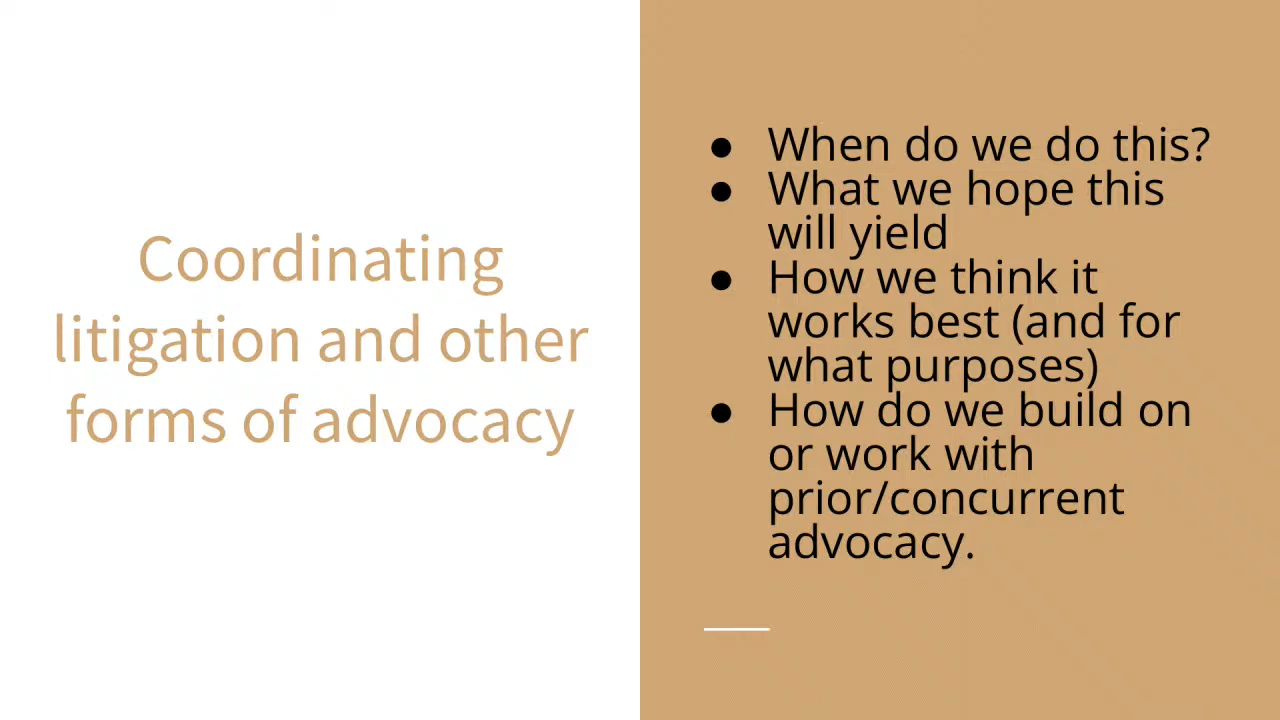 Coordinating
litigation and other
forms of advocacy
● When do we do this?
● What we hope this
will yield
● How we think it
works best (and for
what purposes)
● How do we build on
or work with
prior/concurrent
advocacy.